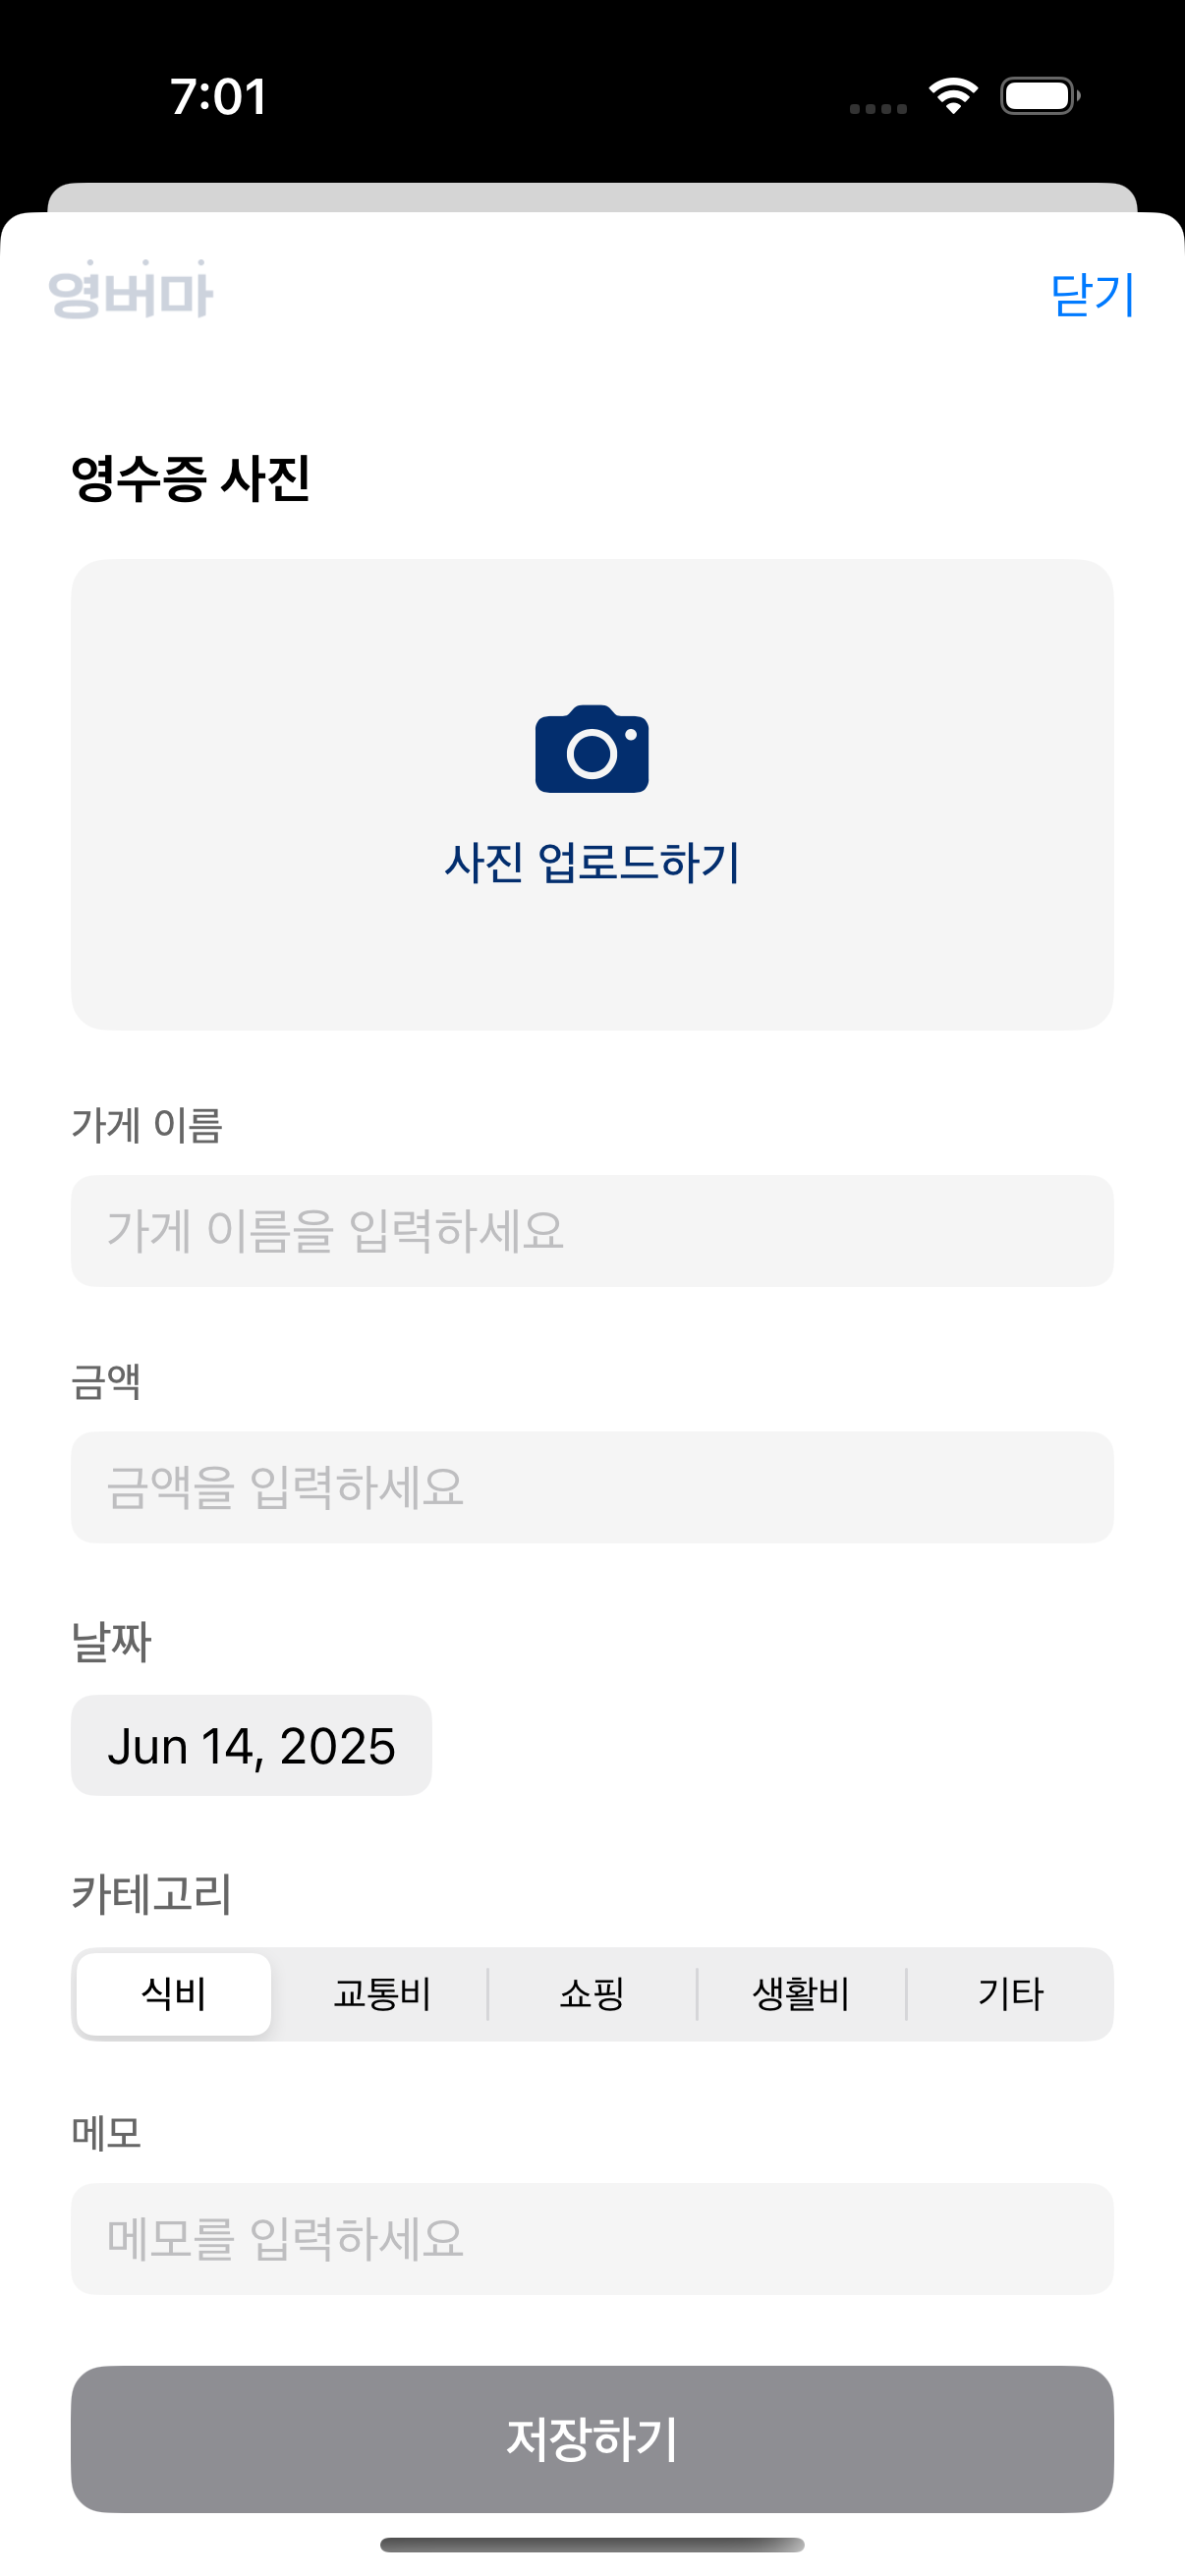 7:01
영버마
닫기
영수증 사진
사진 업로드하기
가게 이름
가게 이름을 입력하세요
금액
금액을 입력하세요
날짜
Jun 14, 2025
카테고리
식비 교통비 쇼핑 생활비 기타
메모
메모를 입력하세요
저장하기